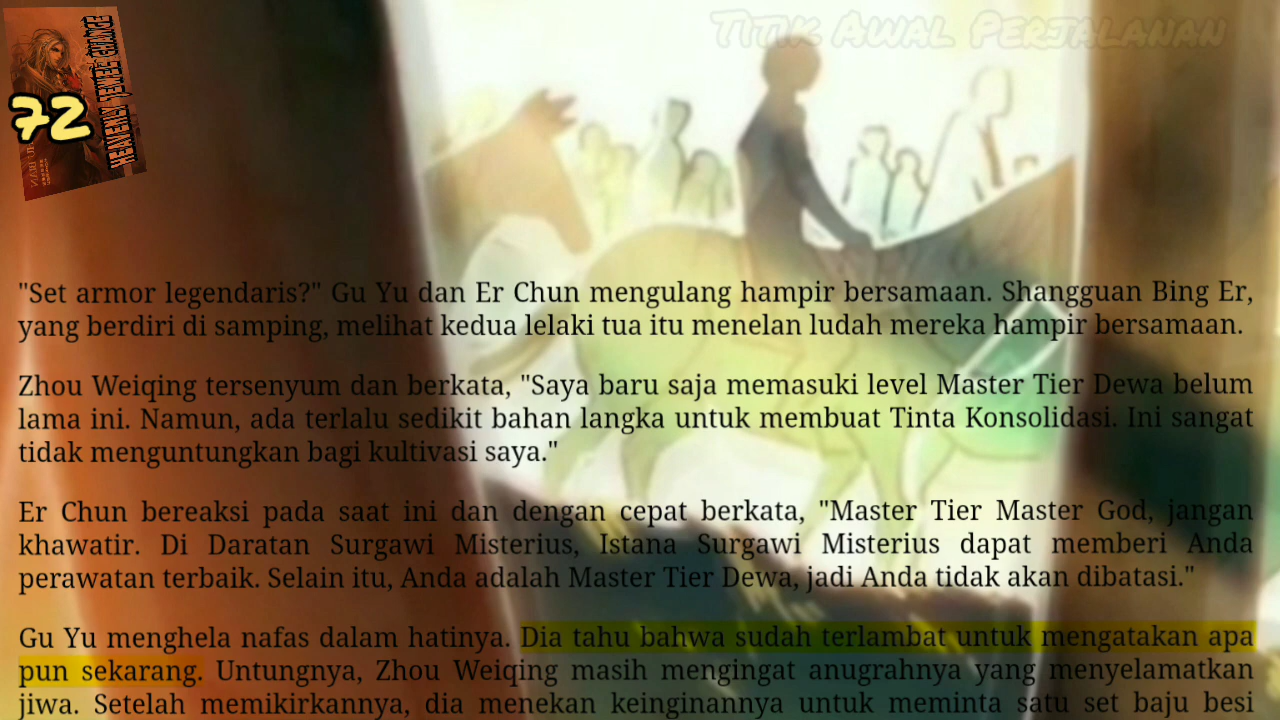 Titik Awal Perjalanan
72
HEAVENLY JEWEL CHANGE
"Set armor legendaris?" Gu Yu dan Er Chun mengulang hampir bersamaan. Shangguan Bing Er,
yang berdiri di samping, melihat kedua lelaki tua itu menelan ludah mereka hampir bersamaan.
Zhou Weiqing tersenyum dan berkata, "Saya baru saja memasuki level Master Tier Dewa belum
lama ini. Namun, ada terlalu sedikit bahan langka untuk membuat Tinta Konsolidasi. Ini sangat
tidak menguntungkan bagi kultivasi saya."
Er Chun bereaksi pada saat ini dan dengan cepat berkata, "Master Tier Master God, jangan
khawatir. Di Daratan Surgawi Misterius, Istana Surgawi Misterius dapat memberi Anda
perawatan terbaik. Selain itu, Anda adalah Master Tier Dewa, jadi Anda tidak akan dibatasi."
Gu Yu menghela nafas dalam hatinya. Dia tahu bahwa sudah terlambat untuk mengatakan apa
pun sekarang. Untungnya, Zhou Weiqing masih mengingat anugrahnya yang menyelamatkan
jiwa. Setelah memikirkannya, dia menekan keinginannya untuk meminta satu set baju besi